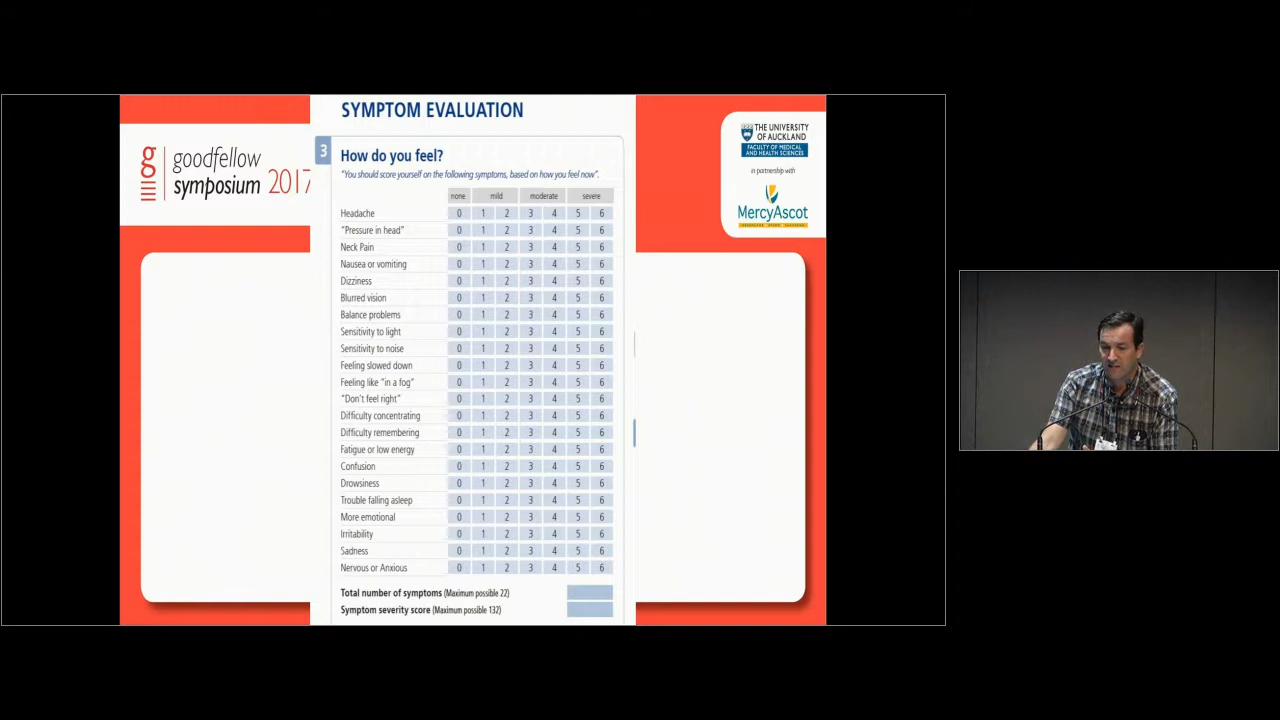 SYMPTOM EVALUATION
g goodfellow symposium 2017
THE UNIVERSITY OF AUCKLAND
FACULTY OF MEDICAL AND HEALTH SCIENCES
in partnership with
MercyAscot
3
How do you feel?
"You should score yourself on the following symptoms, based on how you feel now".
none mild moderate severe
Headache 0 1 2 3 4 5 6
"Pressure in head" 0 1 2 3 4 5 6
Neck Pain 0 1 2 3 4 5 6
Nausea or vomiting 0 1 2 3 4 5 6
Dizziness 0 1 2 3 4 5 6
Blurred vision 0 1 2 3 4 5 6
Balance problems 0 1 2 3 4 5 6
Sensitivity to light 0 1 2 3 4 5 6
Sensitivity to noise 0 1 2 3 4 5 6
Feeling slowed down 0 1 2 3 4 5 6
Feeling like "in a fog" 0 1 2 3 4 5 6
"Don't feel right" 0 1 2 3 4 5 6
Difficulty concentrating 0 1 2 3 4 5 6
Difficulty remembering 0 1 2 3 4 5 6
Fatigue or low energy 0 1 2 3 4 5 6
Confusion 0 1 2 3 4 5 6
Drowsiness 0 1 2 3 4 5 6
Trouble falling asleep 0 1 2 3 4 5 6
More emotional 0 1 2 3 4 5 6
Irritability 0 1 2 3 4 5 6
Sadness 0 1 2 3 4 5 6
Nervous or Anxious 0 1 2 3 4 5 6
Total number of symptoms (Maximum possible 22)
Symptom severity score (Maximum possible 132)